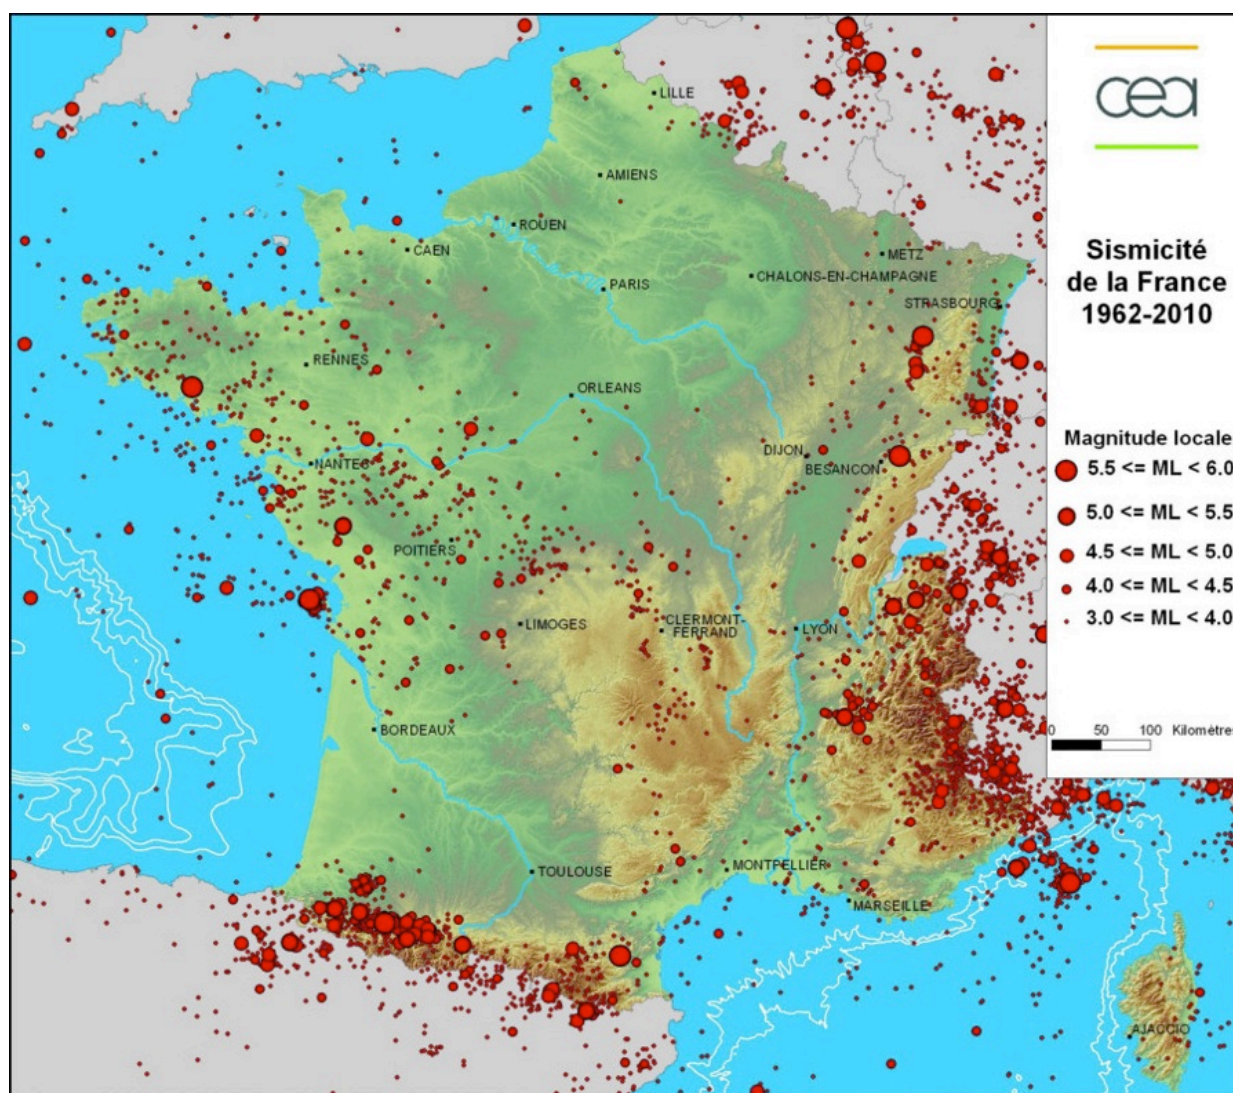 cea
Sismicité
de la France
1962-2010
Magnitude locale
5.5 <= ML < 6.0
5.0 <= ML < 5.5
4.5 <= ML < 5.0
4.0 <= ML < 4.5
3.0 <= ML < 4.0
0 50 100 Kilomètres
LILLE
AMIENS
ROUEN
CAEN
METZ
CHALONS-EN-CHAMPAGNE
PARIS
STRASBOURG
RENNES
ORLEANS
DIJON
BESANCON
NANTES
POITIERS
LIMOGES
CLERMONT-
FERRAND
LYON
BORDEAUX
TOULOUSE
MONTPELLIER
MARSEILLE
AJACCIO